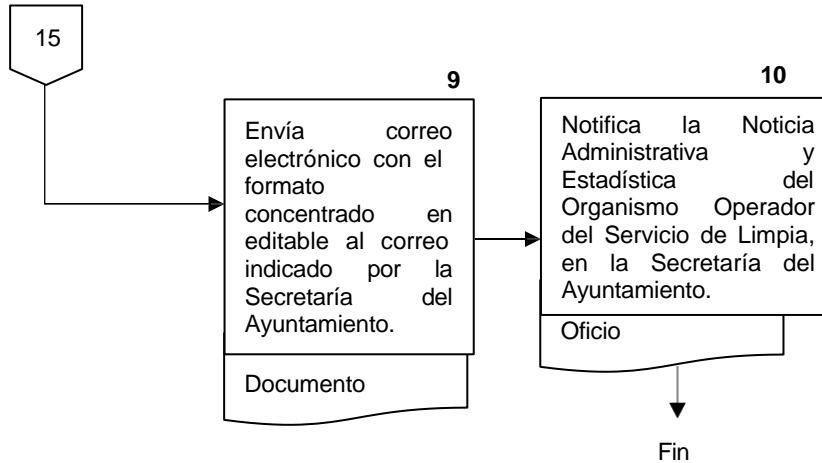 15
9
Envía correo
electrónico con el
formato
concentrado en
editable al correo
indicado por la
Secretaría del
Ayuntamiento.
Documento
10
Notifica la Noticia
Administrativa y
Estadística del
Organismo Operador
del Servicio de Limpia,
en la Secretaría del
Ayuntamiento.
Oficio
Fin